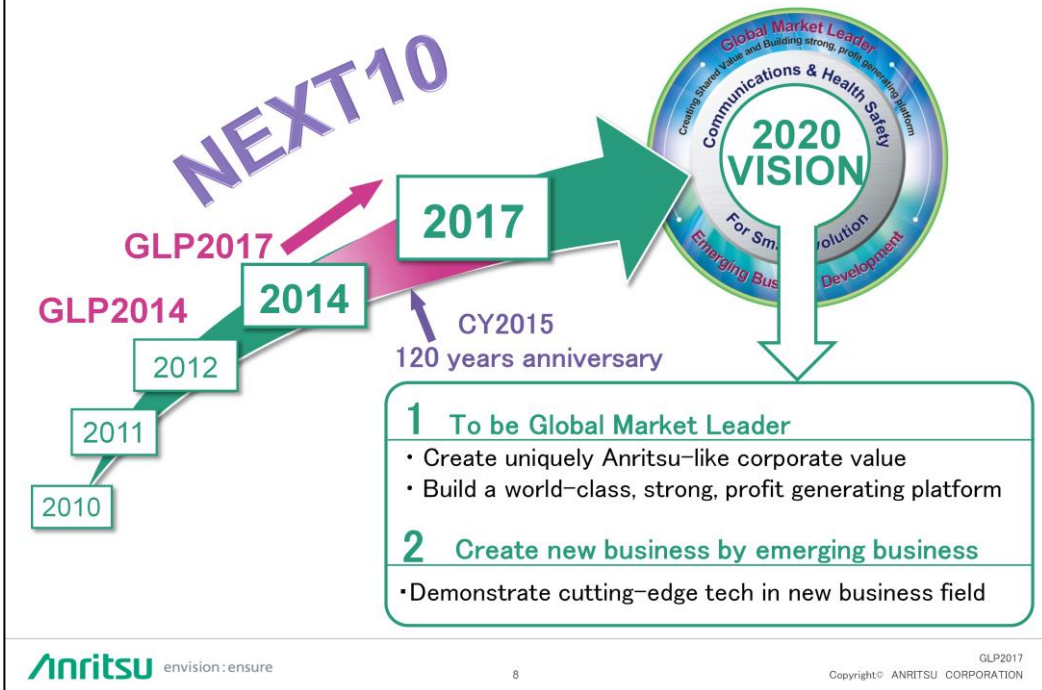 NEXT10
Global Market Leader
Creating Shared Value and Building strong, profit generating platform
Communications & Health Safety
2020
VISION
For Sm volution
Emerging Bus Development
GLP2017
2017
GLP2014
2014
CY2015
120 years anniversary
2012
2011
2010
1 To be Global Market Leader
・Create uniquely Anritsu-like corporate value
・Build a world-class, strong, profit generating platform
2 Create new business by emerging business
・Demonstrate cutting-edge tech in new business field
Anritsu envision:ensure
8
GLP2017
Copyright© ANRITSU CORPORATION